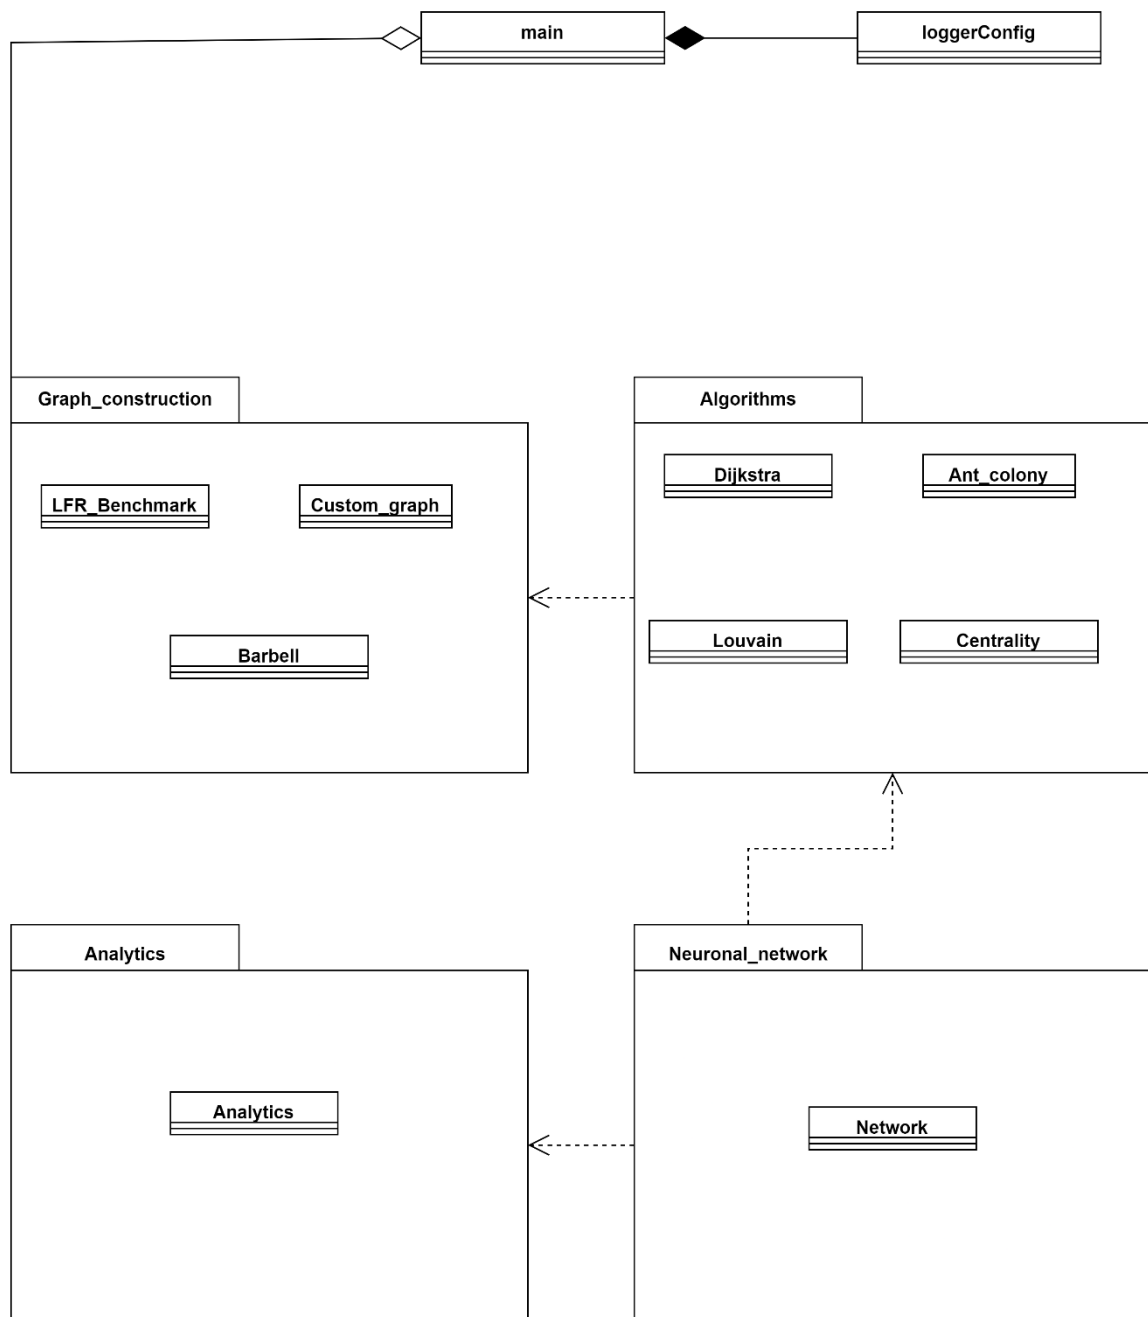 main
loggerConfig
Graph_construction
Algorithms
Dijkstra
Ant_colony
LFR_Benchmark
Custom_graph
Louvain
Centrality
Barbell
Analytics
Neuronal_network
Analytics
Network